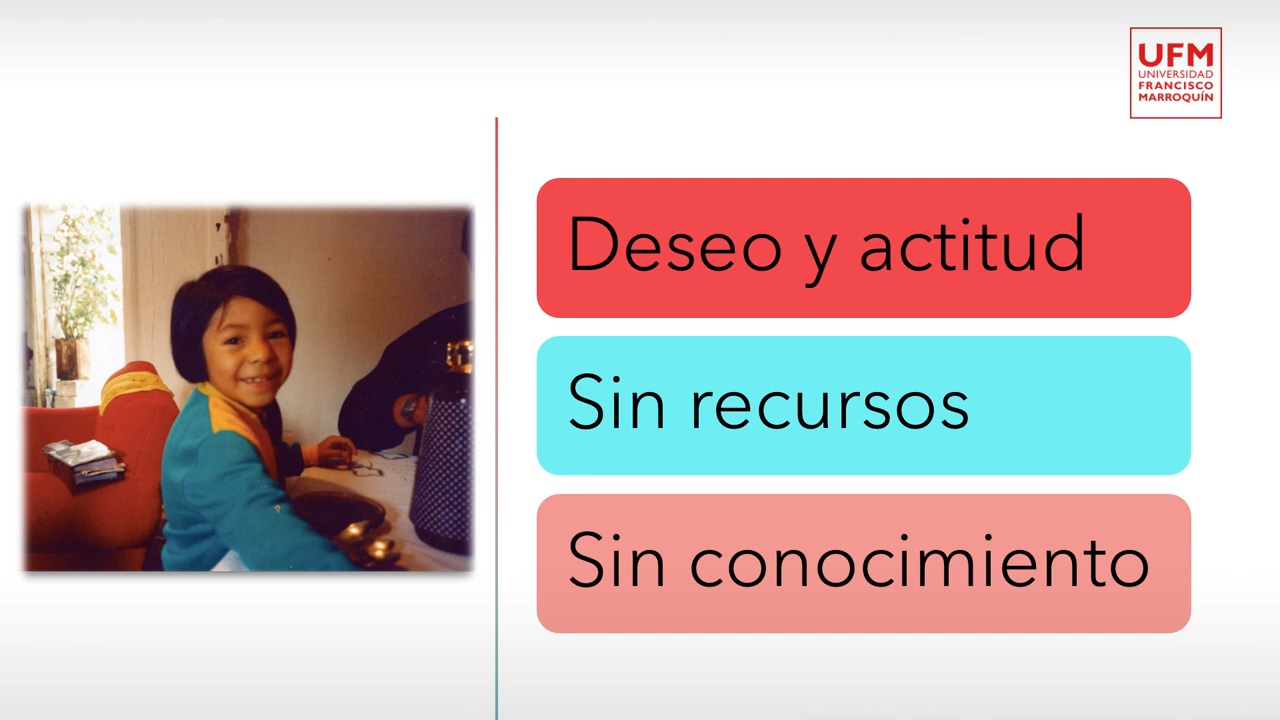 UFM
UNIVERSIDAD
FRANCISCO
MARROQUÍN
Deseo y actitud
Sin recursos
Sin conocimiento